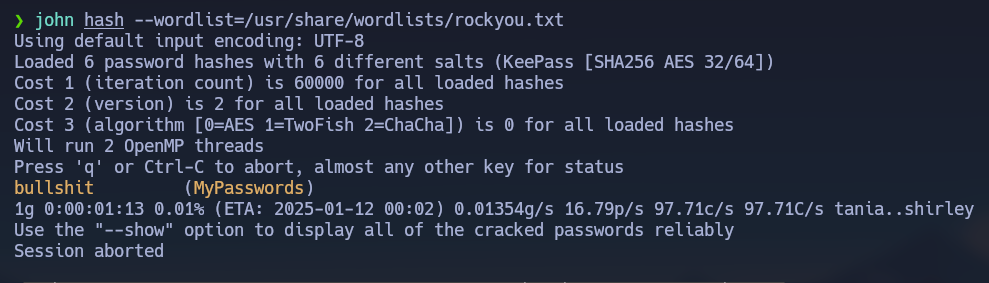 ❯ john hash --wordlist=/usr/share/wordlists/rockyou.txt
Using default input encoding: UTF-8
Loaded 6 password hashes with 6 different salts (KeePass [SHA256 AES 32/64])
Cost 1 (iteration count) is 60000 for all loaded hashes
Cost 2 (version) is 2 for all loaded hashes
Cost 3 (algorithm [0=AES 1=TwoFish 2=ChaCha]) is 0 for all loaded hashes
Will run 2 OpenMP threads
Press 'q' or Ctrl-C to abort, almost any other key for status
bullshit         (MyPasswords)
1g 0:00:01:13 0.01% (ETA: 2025-01-12 00:02) 0.01354g/s 16.79p/s 97.71c/s 97.71C/s tania..shirley
Use the "--show" option to display all of the cracked passwords reliably
Session aborted